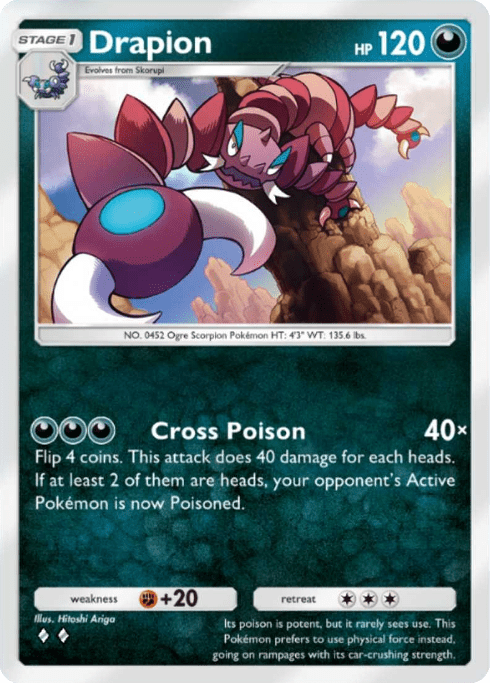 STAGE 1 Drapion HP 120
Evolves from Skorupi
NO. 0452 Ogre Scorpion Pokémon HT: 4'3" WT: 135.6 lbs.
Cross Poison 40×
Flip 4 coins. This attack does 40 damage for each heads.
If at least 2 of them are heads, your opponent's Active
Pokémon is now Poisoned.
weakness +20 retreat
Illus. Hitoshi Ariga
Its poison is potent, but it rarely sees use. This
Pokémon prefers to use physical force instead,
going on rampages with its car-crushing strength.